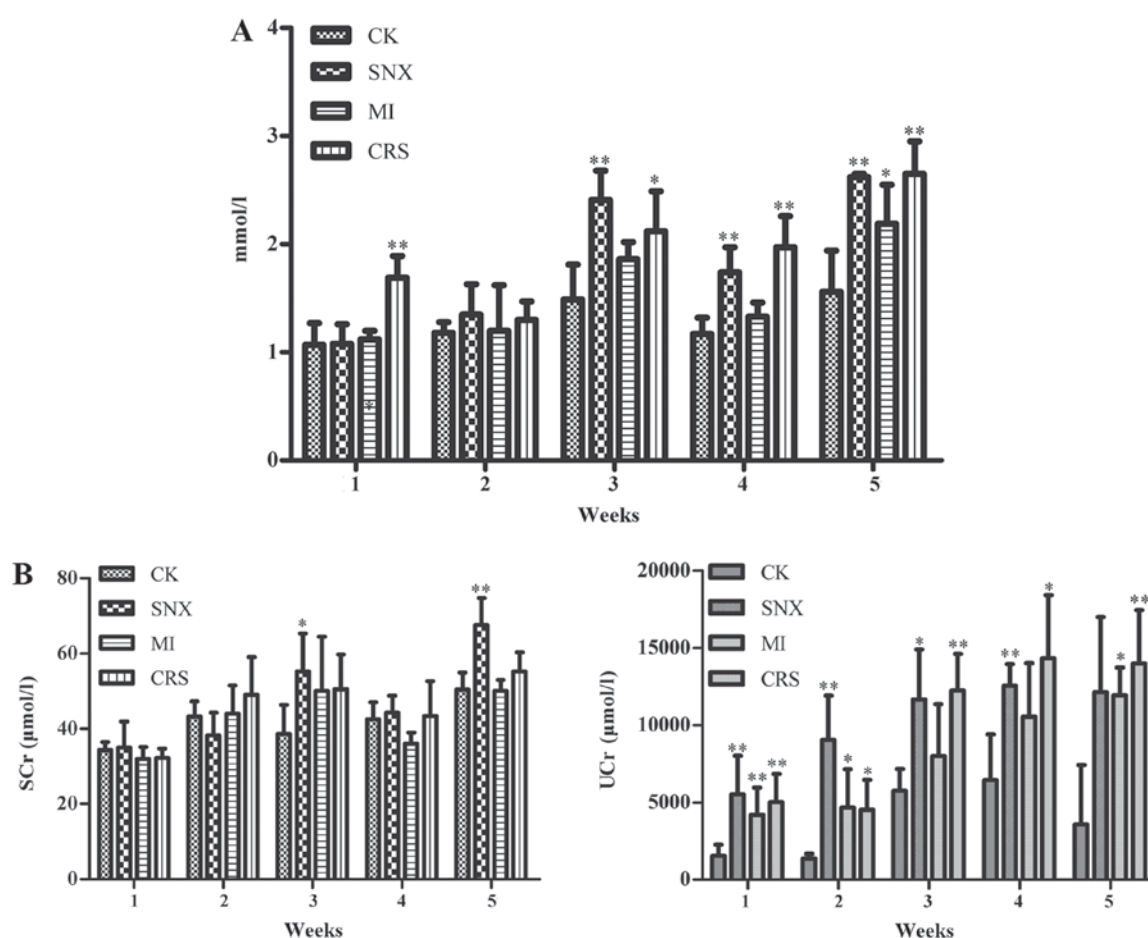 A
CK
SNX
MI
CRS
mmol/l
4
3
2
1
0
**
**
*
**
**
**
*
**
*
1 2 3 4 5
Weeks
B
CK
SNX
MI
CRS
SCr (μmol/l)
80
60
40
20
0
*
**
1 2 3 4 5
Weeks
CK
SNX
MI
CRS
UCr (μmol/l)
20000
15000
10000
5000
0
** ** **
** * *
* **
** *
* **
1 2 3 4 5
Weeks